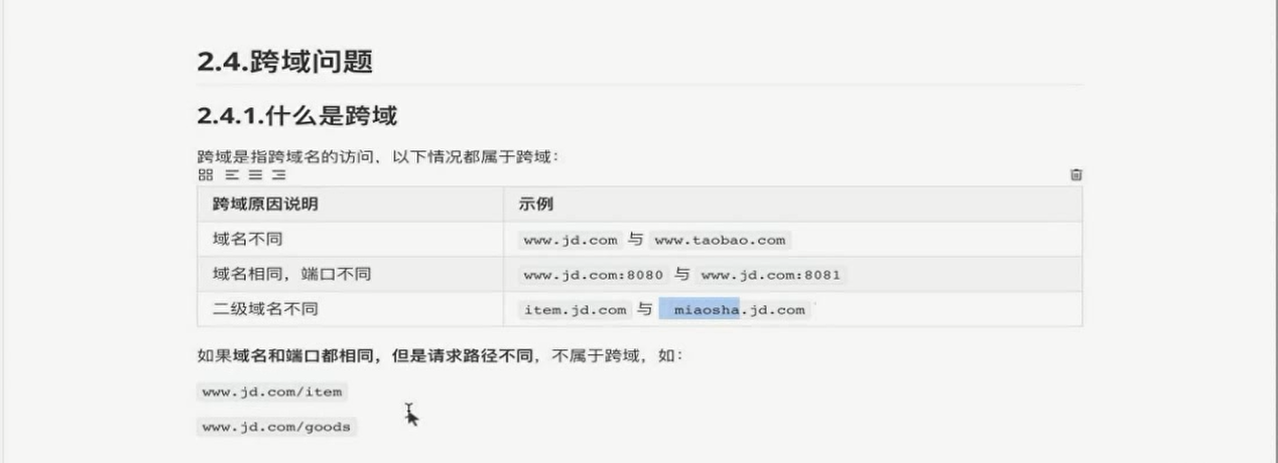 2.4.跨域问题
2.4.1.什么是跨域
跨域是指跨域名的访问，以下情况都属于跨域：
跨域原因说明 示例
域名不同 www.jd.com 与 www.taobao.com
域名相同，端口不同 www.jd.com:8080 与 www.jd.com:8081
二级域名不同 item.jd.com 与 miaosha.jd.com
如果域名和端口都相同，但是请求路径不同，不属于跨域，如：
www.jd.com/item
www.jd.com/goods